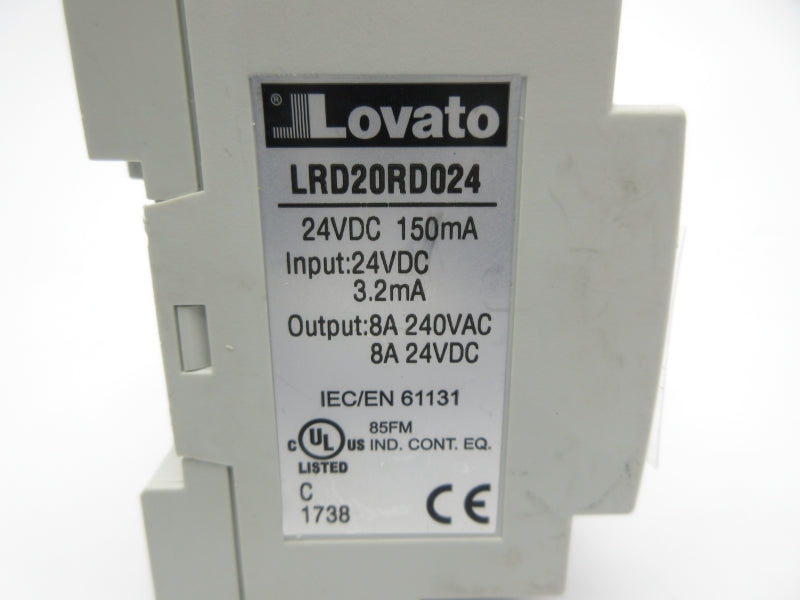 ® Lovato
LRD20RD024
24VDC 150mA
Input:24VDC
3.2mA
Output:8A 240VAC
8A 24VDC
IEC/EN 61131
C UL US LISTED
85FM
IND. CONT. EQ.
C
1738
CE